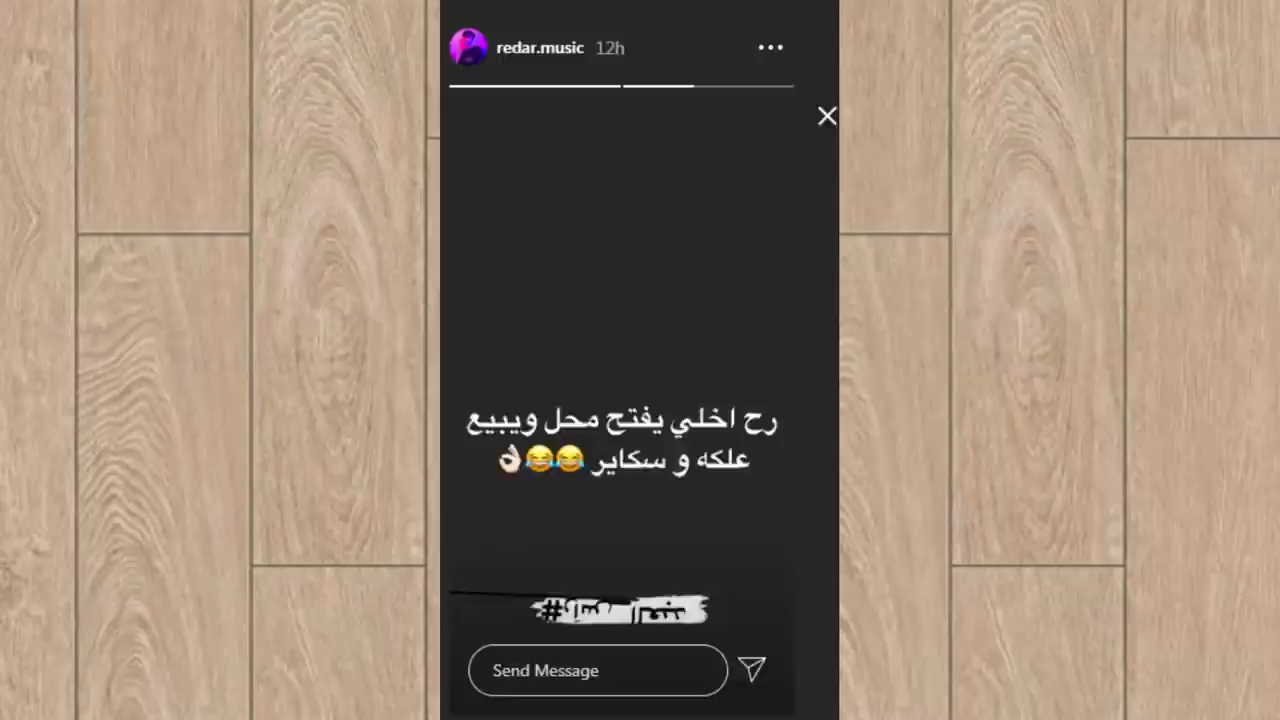 redar.music 12h
رح اخلي يفتح محل ويبيع
علكه و سكاير 😂😂👌🏻
Send Message